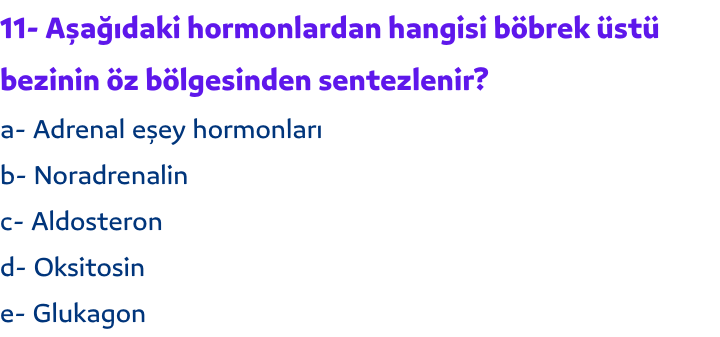 11- Aşağıdaki hormonlardan hangisi böbrek üstü
bezinin öz bölgesinden sentezlenir?
a- Adrenal eşey hormonları
b- Noradrenalin
c- Aldosteron
d- Oksitosin
e- Glukagon